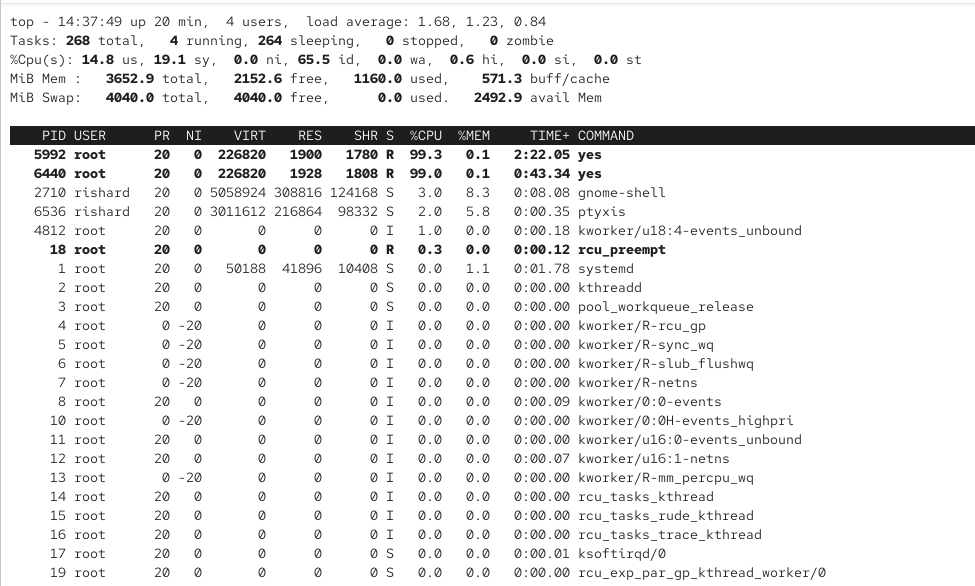 top - 14:37:49 up 20 min,  4 users,  load average: 1.68, 1.23, 0.84
Tasks: 268 total,   4 running, 264 sleeping,   0 stopped,   0 zombie
%Cpu(s): 14.8 us, 19.1 sy,  0.0 ni, 65.5 id,  0.0 wa,  0.6 hi,  0.0 si,  0.0 st
MiB Mem :   3652.9 total,   2152.6 free,   1160.0 used,    571.3 buff/cache
MiB Swap:   4040.0 total,   4040.0 free,      0.0 used.   2492.9 avail Mem
    PID USER      PR  NI    VIRT    RES    SHR S  %CPU  %MEM     TIME+ COMMAND
   5992 root      20   0  226820   1900   1780 R  99.3   0.1   2:22.05 yes
   6440 root      20   0  226820   1928   1808 R  99.0   0.1   0:43.34 yes
   2710 rishard   20   0 5058924 308816 124168 S   3.0   8.3   0:08.08 gnome-shell
   6536 rishard   20   0 3011612 216864  98332 S   2.0   5.8   0:00.35 ptyxis
   4812 root      20   0       0      0      0 I   1.0   0.0   0:00.18 kworker/u18:4-events_unbound
     18 root      20   0       0      0      0 R   0.3   0.0   0:00.12 rcu_preempt
      1 root      20   0   50188  41896  10408 S   0.0   1.1   0:01.78 systemd
      2 root      20   0       0      0      0 S   0.0   0.0   0:00.00 kthreadd
      3 root      20   0       0      0      0 S   0.0   0.0   0:00.00 pool_workqueue_release
      4 root       0 -20       0      0      0 I   0.0   0.0   0:00.00 kworker/R-rcu_gp
      5 root       0 -20       0      0      0 I   0.0   0.0   0:00.00 kworker/R-sync_wq
      6 root       0 -20       0      0      0 I   0.0   0.0   0:00.00 kworker/R-slub_flushwq
      7 root       0 -20       0      0      0 I   0.0   0.0   0:00.00 kworker/R-netns
      8 root      20   0       0      0      0 I   0.0   0.0   0:00.09 kworker/0:0-events
     10 root       0 -20       0      0      0 I   0.0   0.0   0:00.00 kworker/0:0H-events_highpri
     11 root      20   0       0      0      0 I   0.0   0.0   0:00.00 kworker/u16:0-events_unbound
     12 root      20   0       0      0      0 I   0.0   0.0   0:00.07 kworker/u16:1-netns
     13 root       0 -20       0      0      0 I   0.0   0.0   0:00.00 kworker/R-mm_percpu_wq
     14 root      20   0       0      0      0 I   0.0   0.0   0:00.00 rcu_tasks_kthread
     15 root      20   0       0      0      0 I   0.0   0.0   0:00.00 rcu_tasks_rude_kthread
     16 root      20   0       0      0      0 I   0.0   0.0   0:00.00 rcu_tasks_trace_kthread
     17 root      20   0       0      0      0 S   0.0   0.0   0:00.01 ksoftirqd/0
     19 root      20   0       0      0      0 S   0.0   0.0   0:00.00 rcu_exp_par_gp_kthread_worker/0